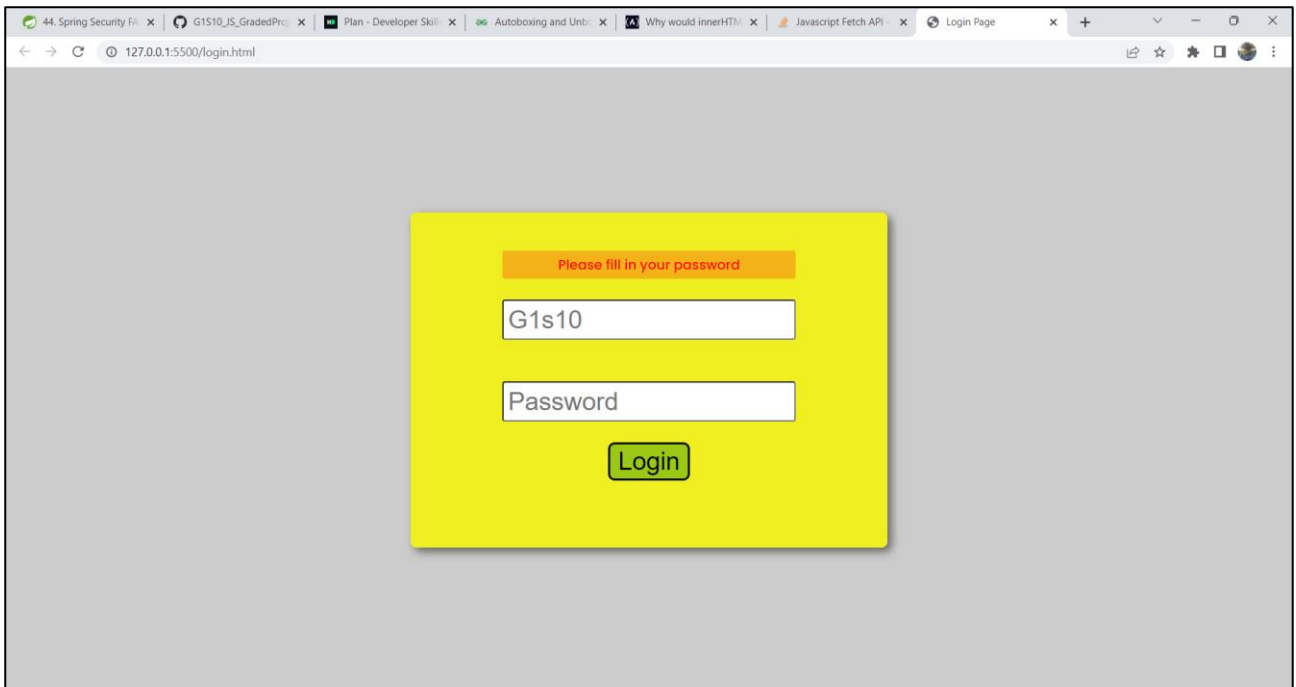 44. Spring Security FA
G1S10_JS_GradedProj
Plan - Developer Skills
Autoboxing and Unbo
Why would innerHTM
Javascript Fetch API -
Login Page
127.0.0.1:5500/login.html
Please fill in your password
G1s10
Password
Login